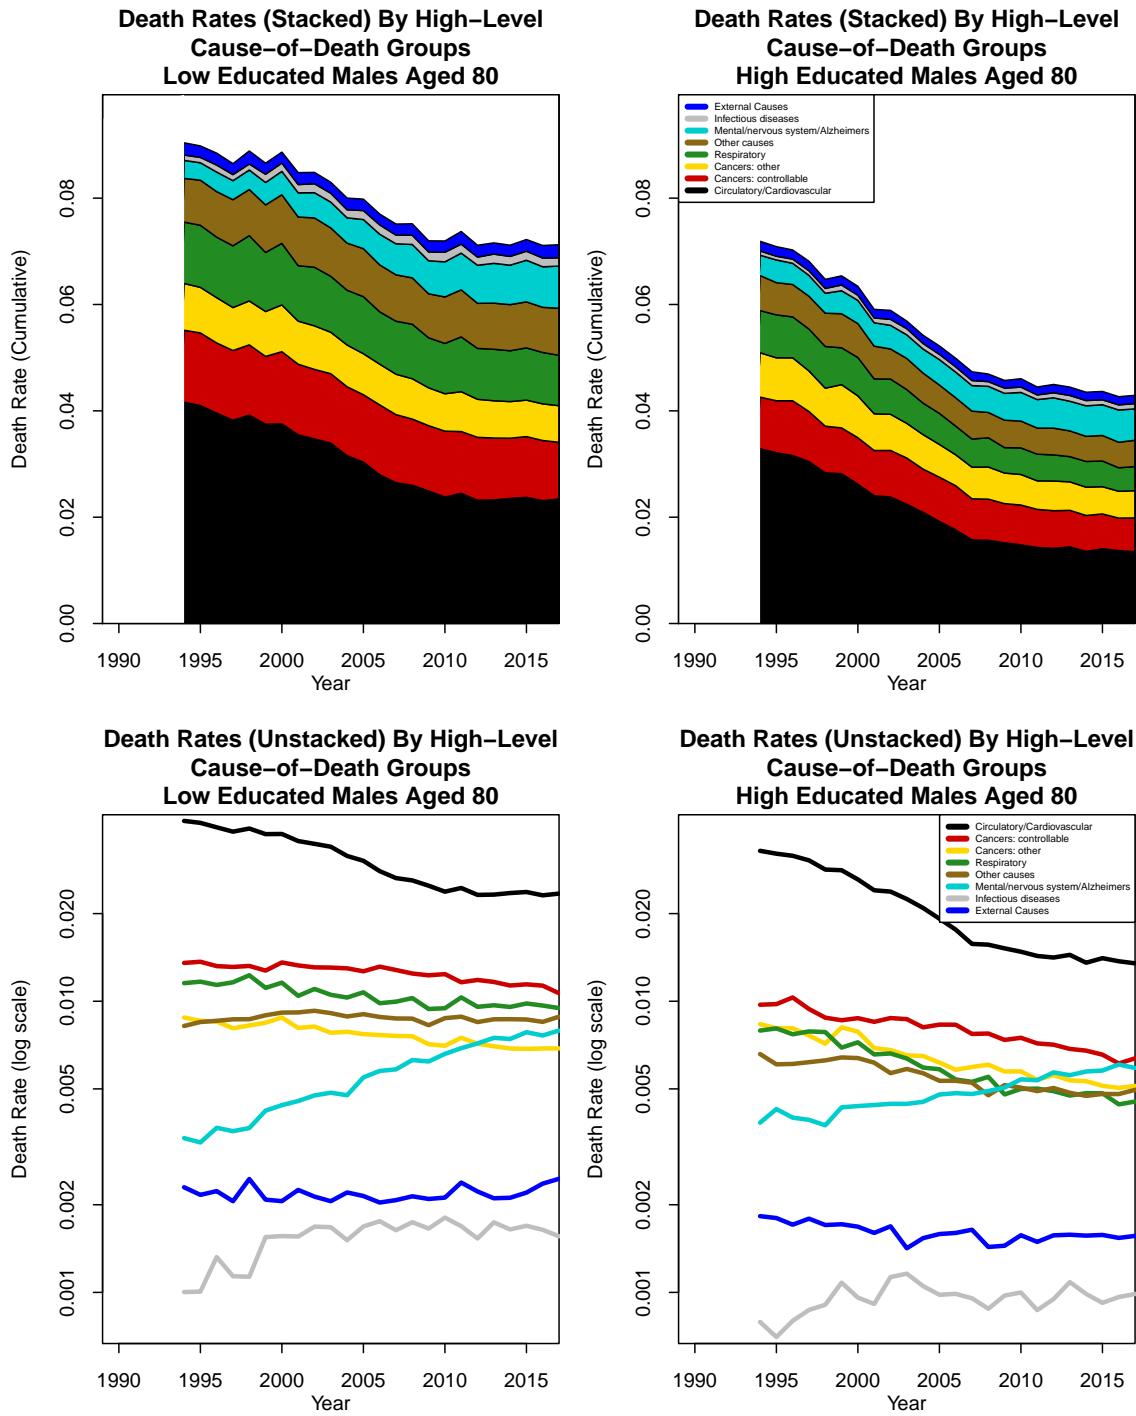 Death Rates (Stacked) By High−Level
Cause−of−Death Groups
Low Educated Males Aged 80
Death Rate (Cumulative)
0.00
0.02
0.04
0.06
0.08
1990
1995
2000
2005
2010
2015
Year
Death Rates (Stacked) By High−Level
Cause−of−Death Groups
High Educated Males Aged 80
External Causes
Infectious diseases
Mental/nervous system/Alzheimers
Other causes
Respiratory
Cancers: other
Cancers: controllable
Circulatory/Cardiovascular
Death Rate (Cumulative)
0.00
0.02
0.04
0.06
0.08
1990
1995
2000
2005
2010
2015
Year
Death Rates (Unstacked) By High−Level
Cause−of−Death Groups
Low Educated Males Aged 80
Death Rate (log scale)
0.001
0.002
0.005
0.010
0.020
1990
1995
2000
2005
2010
2015
Year
Death Rates (Unstacked) By High−Level
Cause−of−Death Groups
High Educated Males Aged 80
Circulatory/Cardiovascular
Cancers: controllable
Cancers: other
Respiratory
Other causes
Mental/nervous system/Alzheimers
Infectious diseases
External Causes
Death Rate (log scale)
0.001
0.002
0.005
0.010
0.020
1990
1995
2000
2005
2010
2015
Year